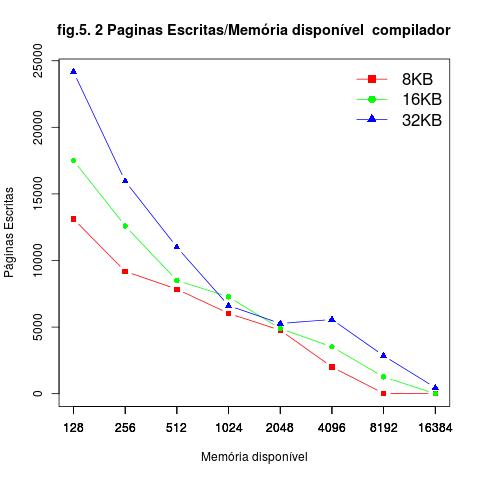 fig.5. 2 Paginas Escritas/Memória disponível  compilador
8KB
16KB
32KB
Páginas Escritas
25000
20000
15000
10000
5000
0
128 256 512 1024 2048 4096 8192 16384
Memória disponível